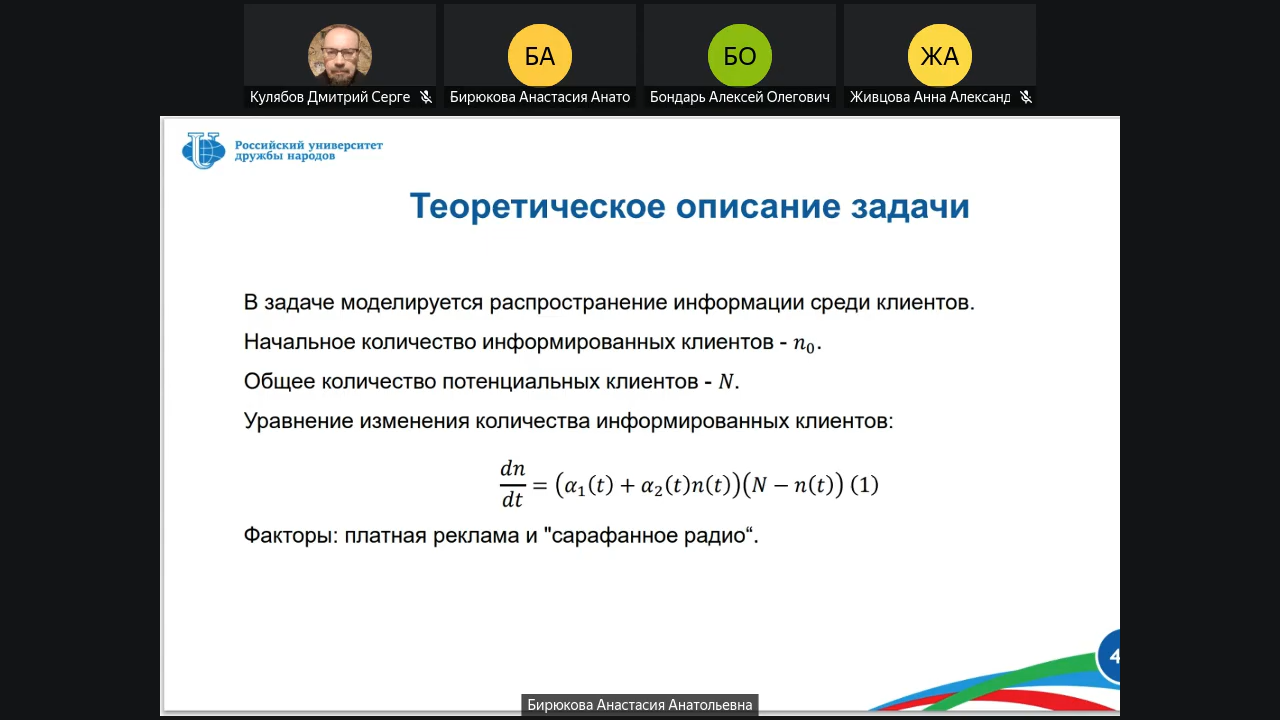 БА
БО
ЖА
Кулябов Дмитрий Серге
Бирюкова Анастасия Анато
Бондарь Алексей Олегович
Живцова Анна Александ
Российский университет
дружбы народов
Теоретическое описание задачи
В задаче моделируется распространение информации среди клиентов.
Начальное количество информированных клиентов - n₀.
Общее количество потенциальных клиентов - N.
Уравнение изменения количества информированных клиентов:
dn/dt = (α₁(t) + α₂(t)n(t))(N − n(t)) (1)
Факторы: платная реклама и "сарафанное радио“.
4
Бирюкова Анастасия Анатольевна